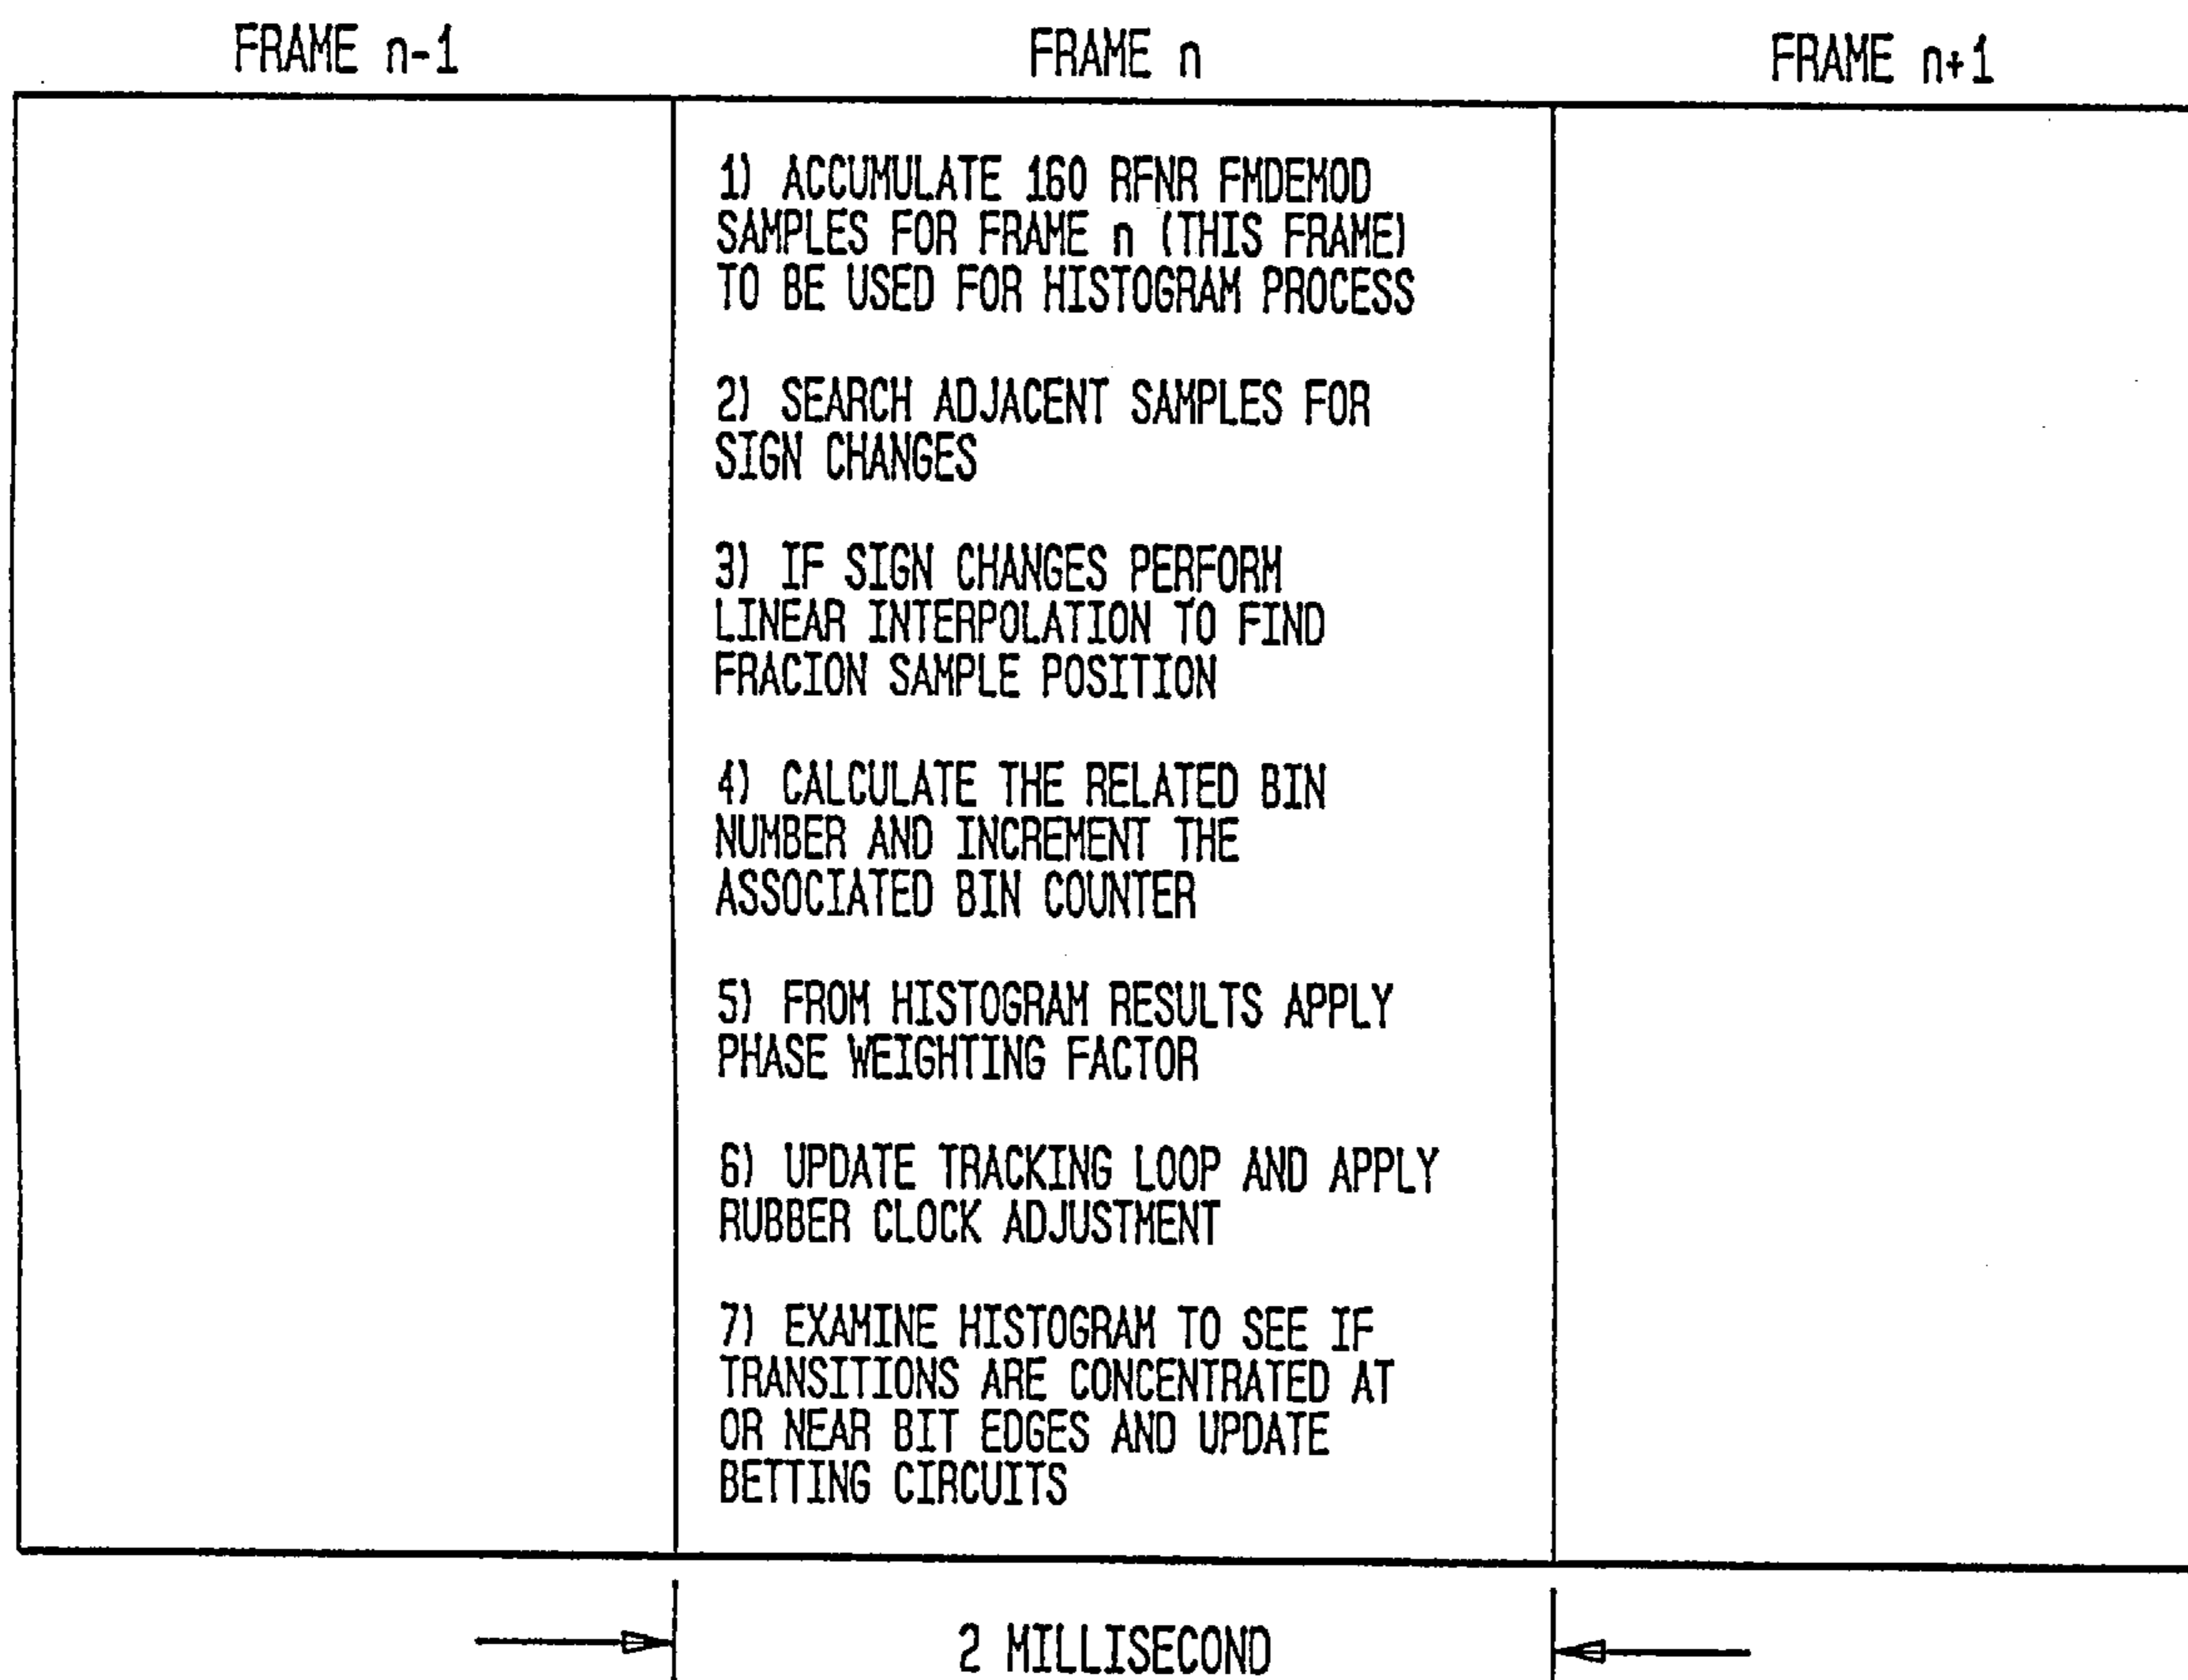 FRAME n-1
FRAME n
FRAME n+1
1) ACCUMULATE 160 RFNR FMDEMOD
SAMPLES FOR FRAME n (THIS FRAME)
TO BE USED FOR HISTOGRAM PROCESS
2) SEARCH ADJACENT SAMPLES FOR
SIGN CHANGES
3) IF SIGN CHANGES PERFORM
LINEAR INTERPOLATION TO FIND
FRACION SAMPLE POSITION
4) CALCULATE THE RELATED BIN
NUMBER AND INCREMENT THE
ASSOCIATED BIN COUNTER
5) FROM HISTOGRAM RESULTS APPLY
PHASE WEIGHTING FACTOR
6) UPDATE TRACKING LOOP AND APPLY
RUBBER CLOCK ADJUSTMENT
7) EXAMINE HISTOGRAM TO SEE IF
TRANSITIONS ARE CONCENTRATED AT
OR NEAR BIT EDGES AND UPDATE
BETTING CIRCUITS
2 MILLISECOND